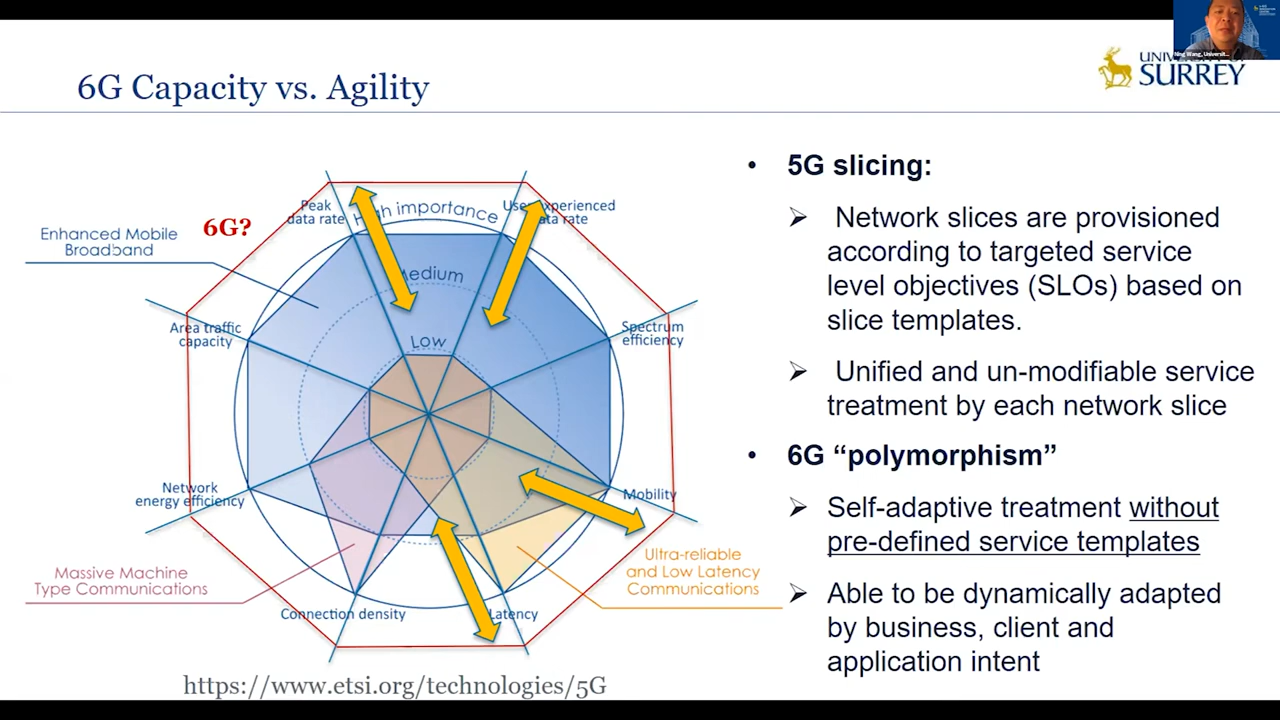 6G Capacity vs. Agility
UNIVERSITY OF
SURREY
Ning Wang, Universit...
6G?
Peak
data rate
High importance
User experienced
data rate
Enhanced Mobile
Broadband
Medium
Area traffic
capacity
Low
Spectrum
efficiency
Network
energy efficiency
Mobility
Massive Machine
Type Communications
Connection density
Latency
Ultra-reliable
and Low Latency
Communications
https://www.etsi.org/technologies/5G
• 5G slicing:
➢ Network slices are provisioned
according to targeted service
level objectives (SLOs) based on
slice templates.
➢ Unified and un-modifiable service
treatment by each network slice
• 6G “polymorphism”
➢ Self-adaptive treatment without
pre-defined service templates
➢ Able to be dynamically adapted
by business, client and
application intent